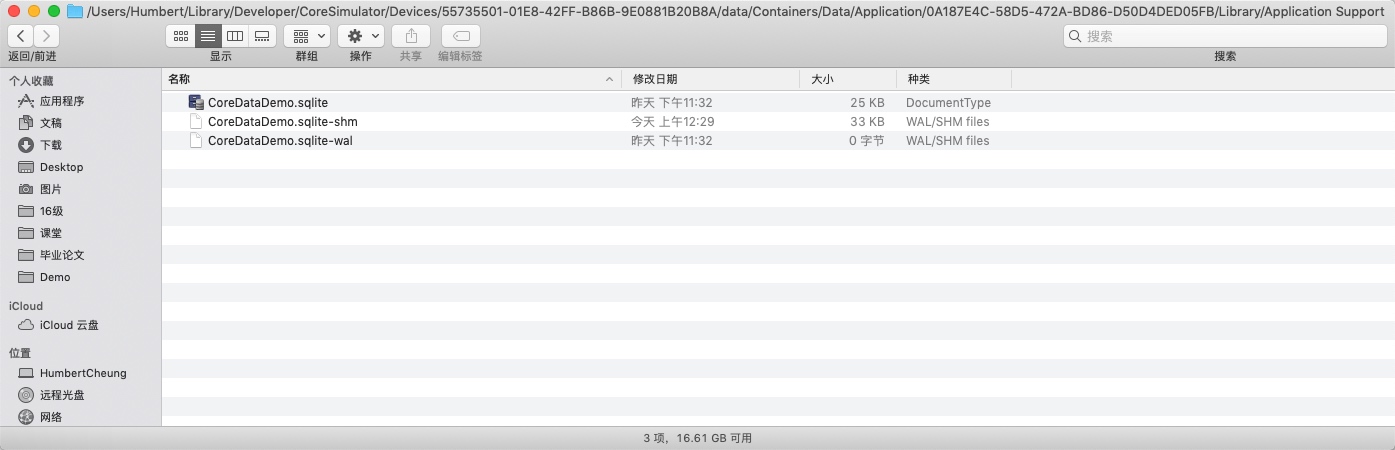 /Users/Humbert/Library/Developer/CoreSimulator/Devices/55735501-01E8-42FF-B86B-9E0881B20B8A/data/Containers/Data/Application/0A187E4C-58D5-472A-BD86-D50D4DED05FB/Library/Application Support
搜索
返回/前进 显示 群组 操作 共享 编辑标签 搜索
个人收藏
应用程序
文稿
下载
Desktop
图片
16级
课堂
毕业论文
Demo
iCloud
iCloud 云盘
位置
HumbertCheung
远程光盘
网络
名称 修改日期 大小 种类
CoreDataDemo.sqlite 昨天 下午11:32 25 KB DocumentType
CoreDataDemo.sqlite-shm 今天 上午12:29 33 KB WAL/SHM files
CoreDataDemo.sqlite-wal 昨天 下午11:32 0 字节 WAL/SHM files
3 项，16.61 GB 可用